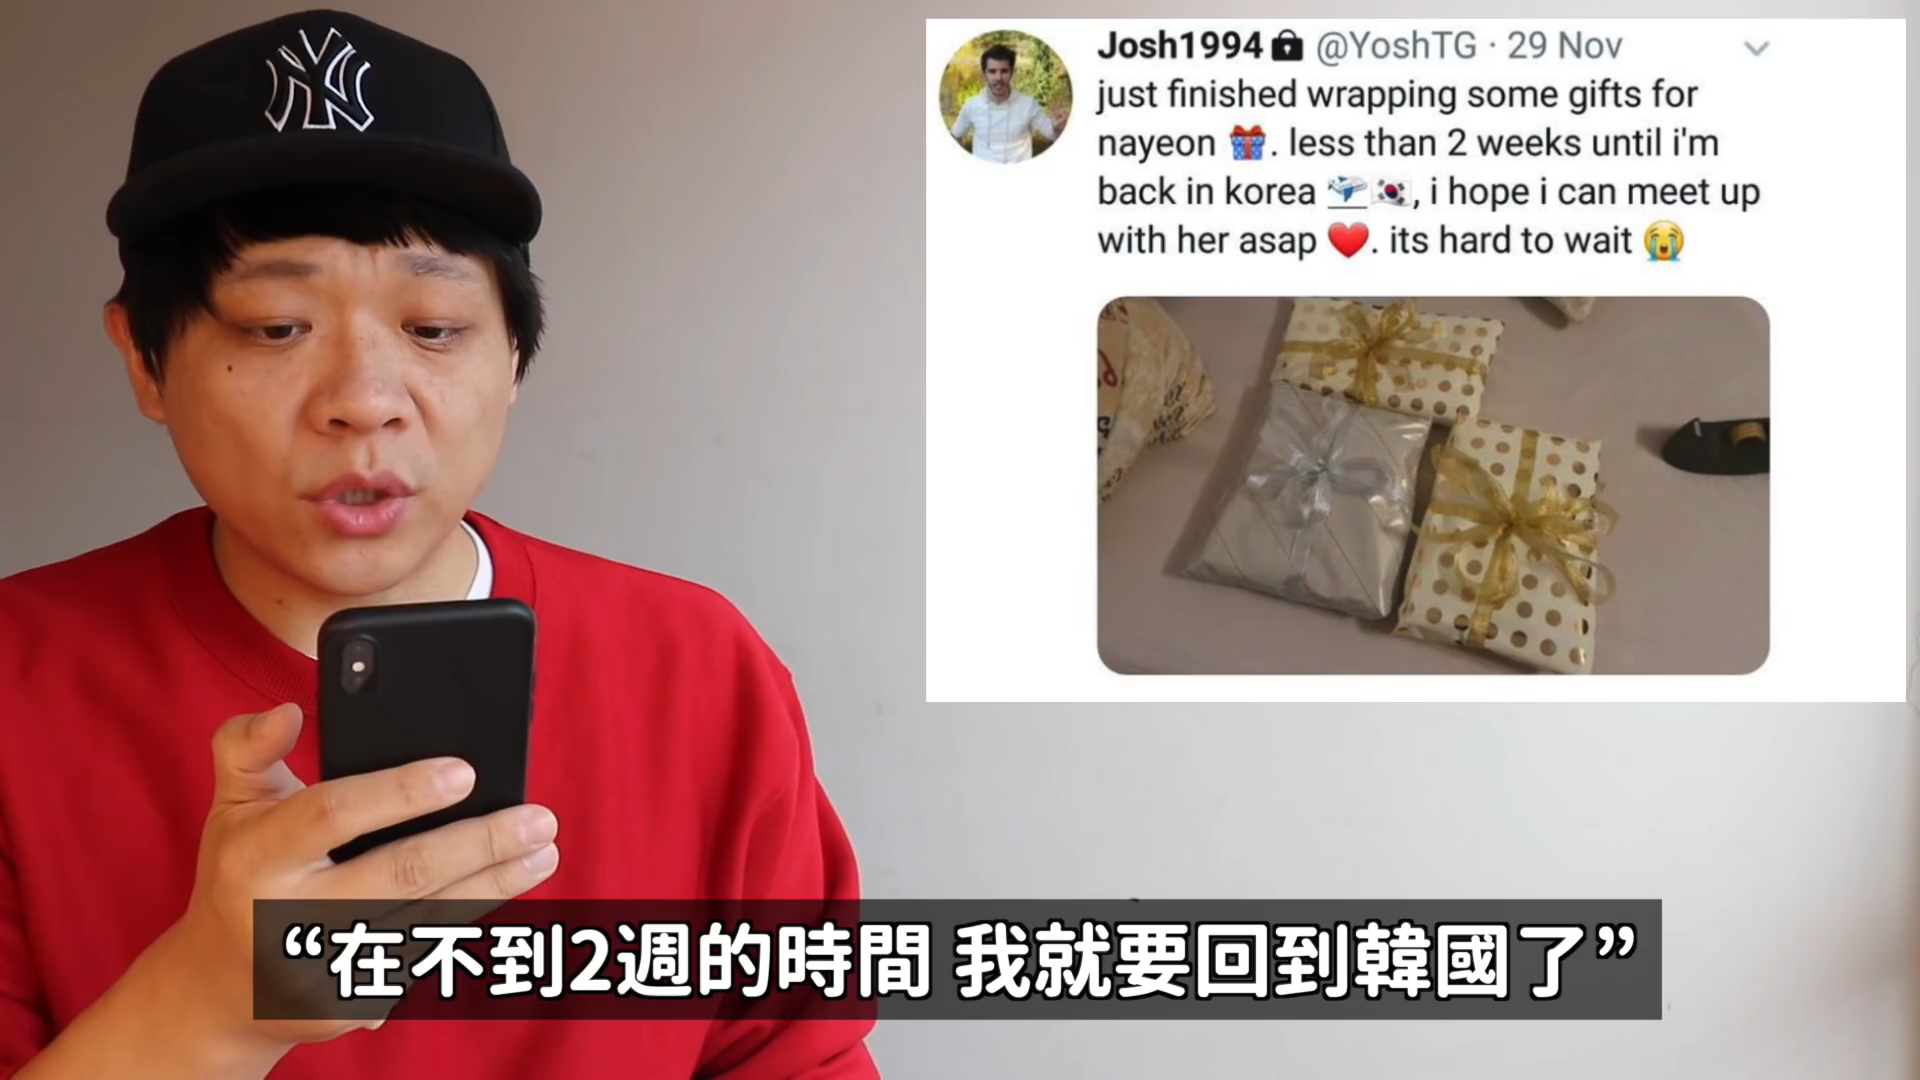 NY
Josh1994 @YoshTG · 29 Nov
just finished wrapping some gifts for
nayeon 🎁. less than 2 weeks until i'm
back in korea 🛫🇰🇷, i hope i can meet up
with her asap ❤️. its hard to wait 😭
“在不到2週的時間 我就要回到韓國了”